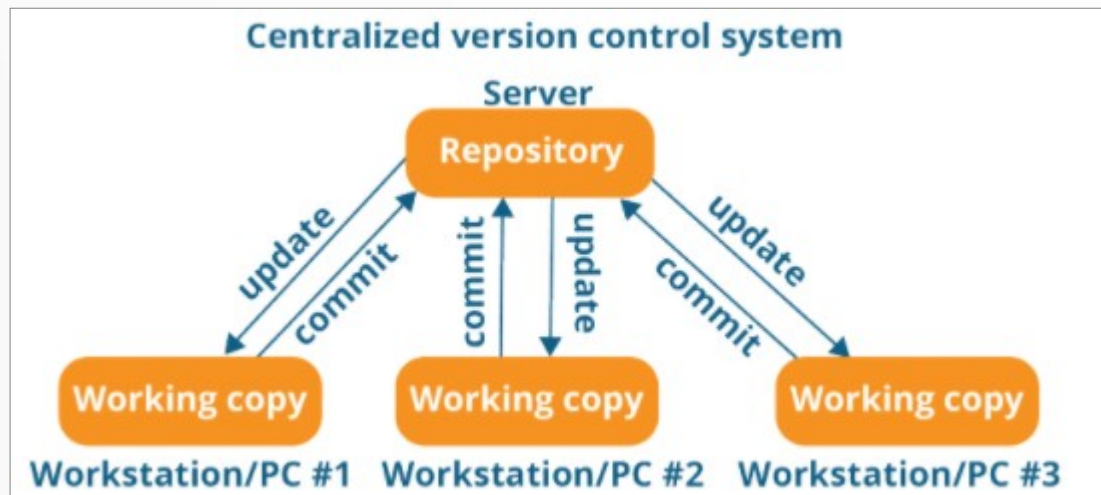 Centralized version control system
Server
Repository
update
commit
commit
update
commit
update
Working copy
Working copy
Working copy
Workstation/PC #1
Workstation/PC #2
Workstation/PC #3